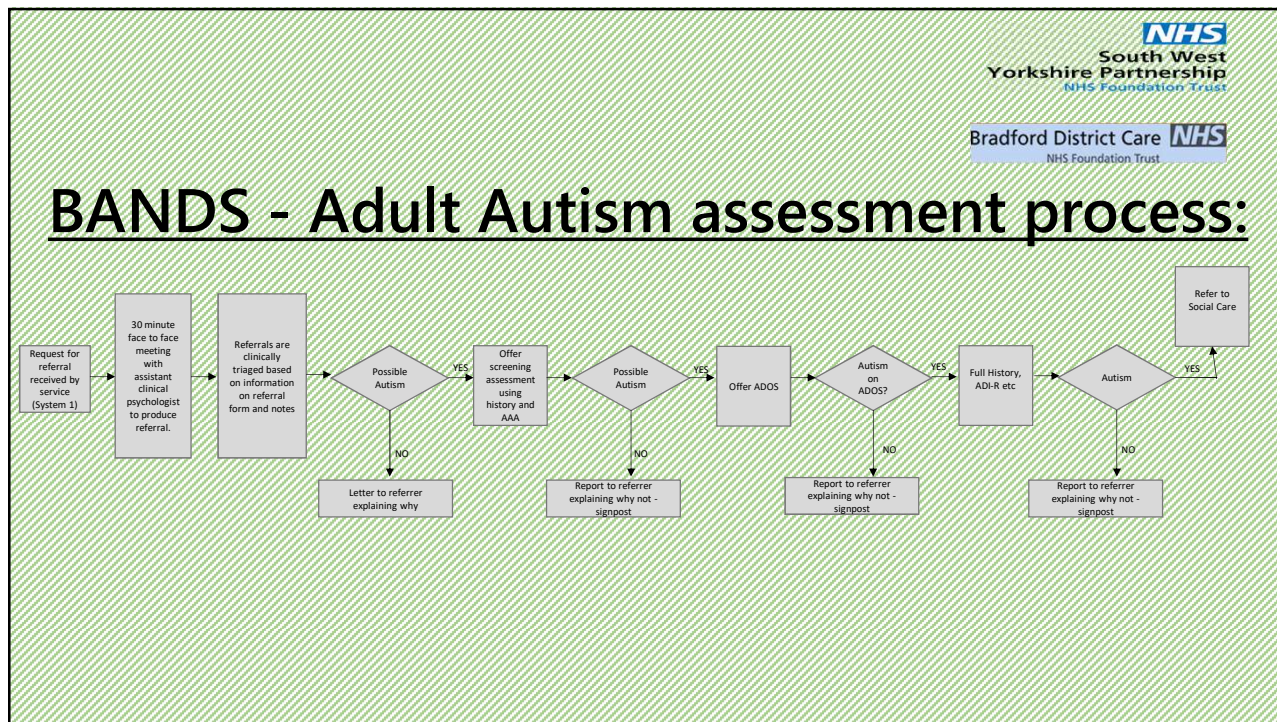 NHS
South West
Yorkshire Partnership
NHS Foundation Trust
Bradford District Care NHS
NHS Foundation Trust
BANDS - Adult Autism assessment process:
Request for
referral
received by
service
(System 1)
30 minute
face to face
meeting
with
assistant
clinical
psychologist
to produce
referral.
Referrals are
clinically
triaged based
on information
on referral
form and notes
Possible
Autism
YES
NO
Letter to referrer
explaining why
Offer
screening
assessment
using
history and
AAA
Possible
Autism
YES
NO
Report to referrer
explaining why not -
signpost
Offer ADOS
Autism
on
ADOS?
YES
NO
Report to referrer
explaining why not -
signpost
Full History,
ADI-R etc
Autism
YES
NO
Report to referrer
explaining why not -
signpost
Refer to
Social Care